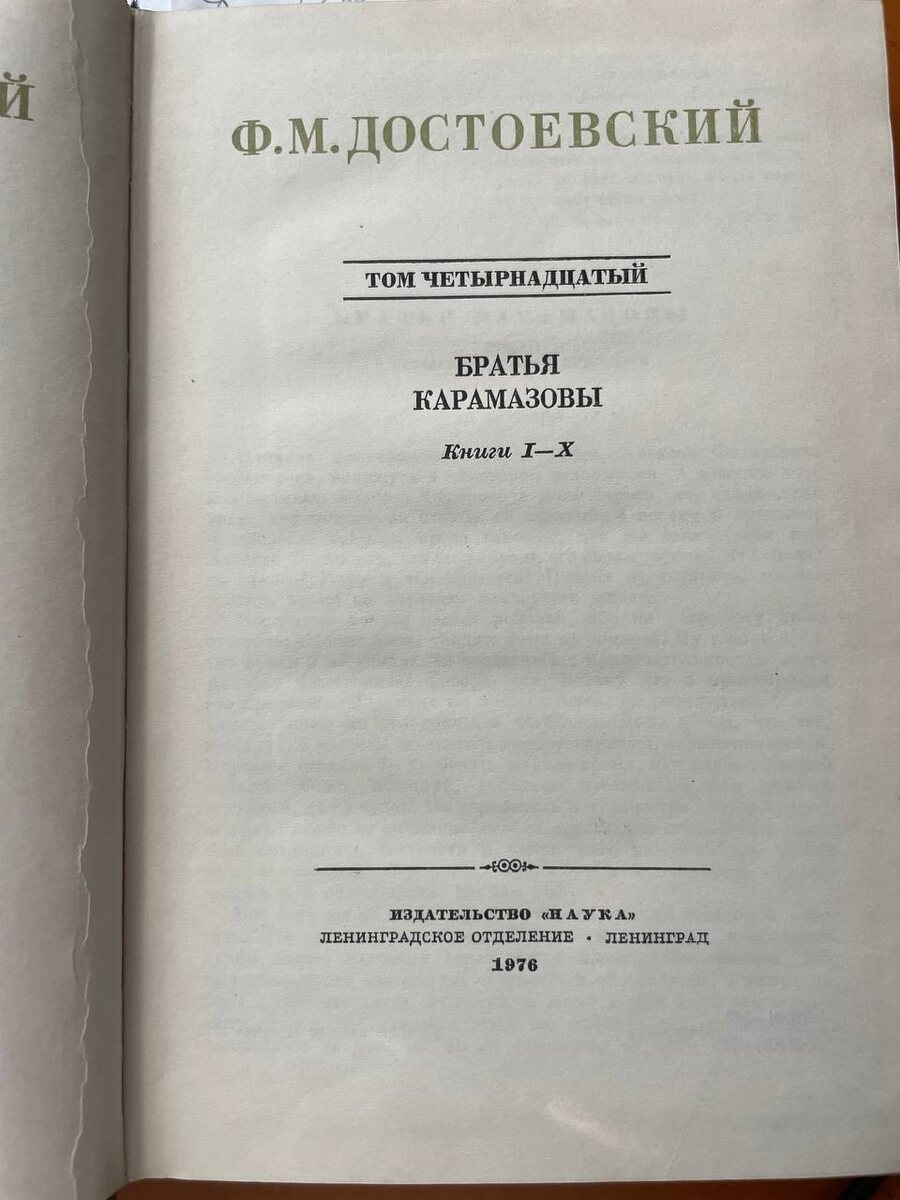 Й
Ф.М.ДОСТОЕВСКИЙ
ТОМ ЧЕТЫРНАДЦАТЫЙ
БРАТЬЯ
КАРАМАЗОВЫ
Книги I—X
ИЗДАТЕЛЬСТВО «НАУКА»
ЛЕНИНГРАДСКОЕ ОТДЕЛЕНИЕ • ЛЕНИНГРАД
1976